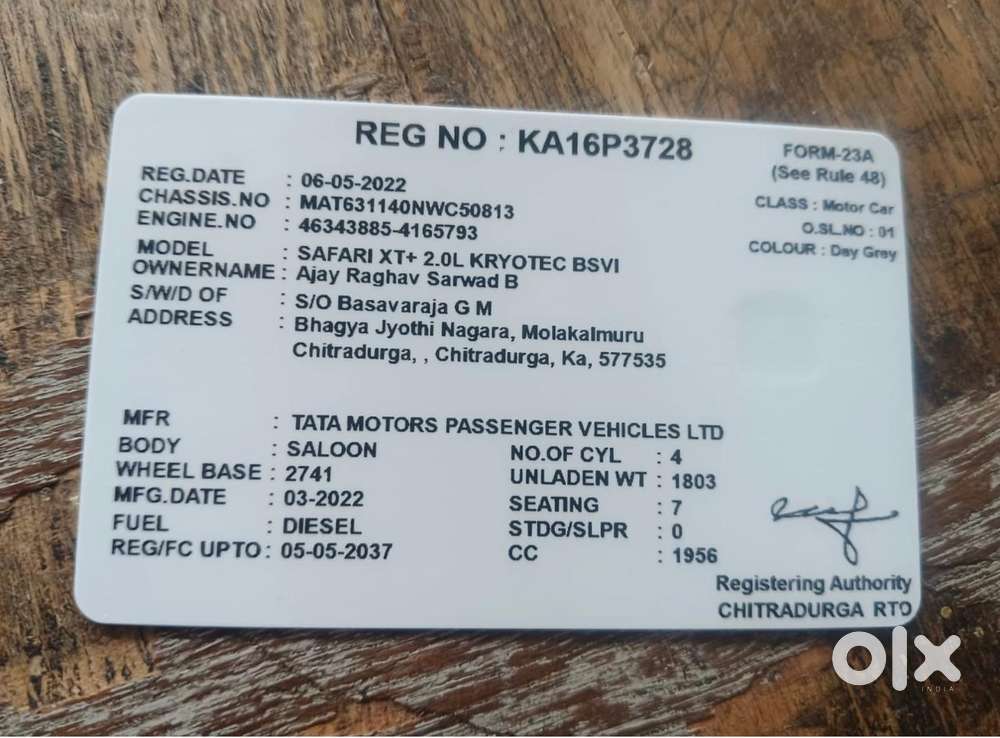 REG NO : KA16P3728
FORM-23A
(See Rule 48)
REG.DATE : 06-05-2022
CLASS : Motor Car
CHASSIS.NO : MAT631140NWC50813
O.SL.NO : 01
ENGINE.NO : 46343885-4165793
COLOUR : Day Grey
MODEL : SAFARI XT+ 2.0L KRYOTEC BSVI
OWNERNAME : Ajay Raghav Sarwad B
S/W/D OF : S/O Basavaraja G M
ADDRESS : Bhagya Jyothi Nagara, Molakalmuru
Chitradurga, , Chitradurga, Ka, 577535
MFR : TATA MOTORS PASSENGER VEHICLES LTD
BODY : SALOON NO.OF CYL : 4
WHEEL BASE : 2741 UNLADEN WT : 1803
MFG.DATE : 03-2022 SEATING : 7
FUEL : DIESEL STDG/SLPR : 0
REG/FC UPTO : 05-05-2037 CC : 1956
Registering Authority
CHITRADURGA RTO
olx
INDIA